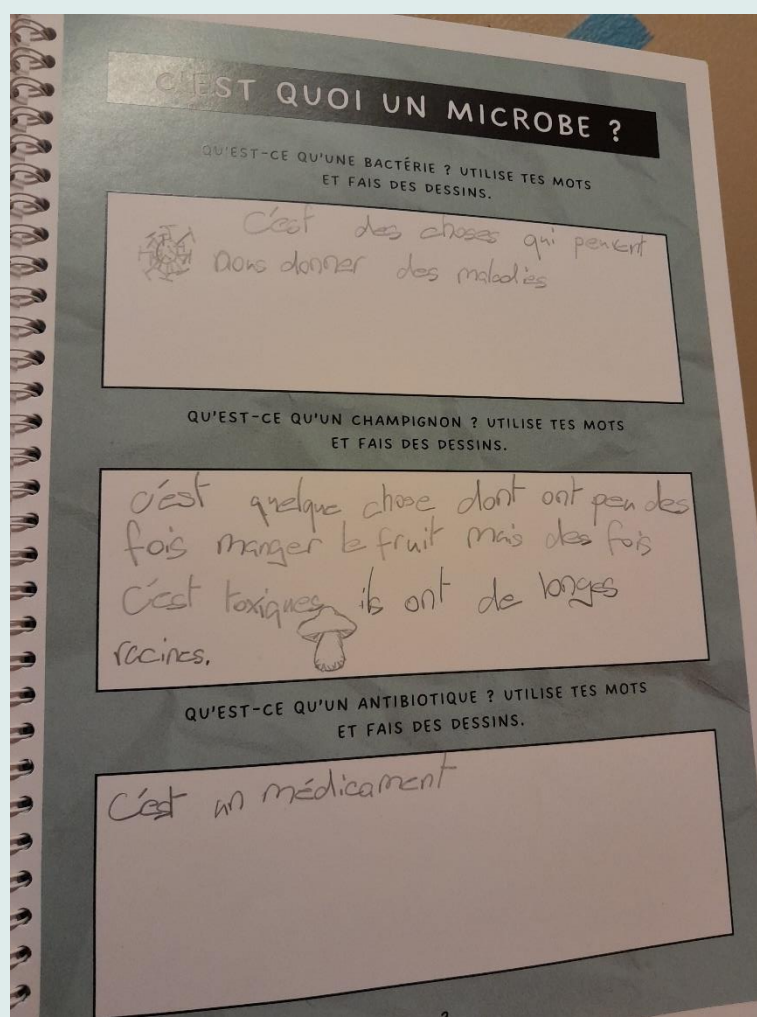 C'EST QUOI UN MICROBE ?
QU'EST-CE QU'UNE BACTÉRIE ? UTILISE TES MOTS
ET FAIS DES DESSINS.
C'est des choses qui peuvent
nous donner des maladies
QU'EST-CE QU'UN CHAMPIGNON ? UTILISE TES MOTS
ET FAIS DES DESSINS.
c'est quelque chose dont ont peu des
fois manger le fruit mais des fois
C'est toxiques ils ont de longes
racines.
QU'EST-CE QU'UN ANTIBIOTIQUE ? UTILISE TES MOTS
ET FAIS DES DESSINS.
C'est un médicament